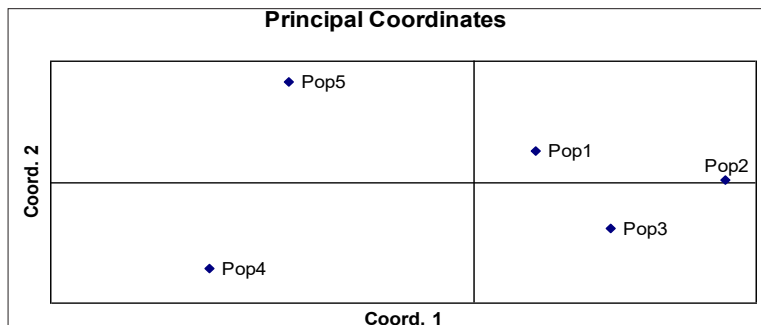 Principal Coordinates
Pop5
Pop1
Pop2
Coord. 2
Pop3
Pop4
Coord. 1